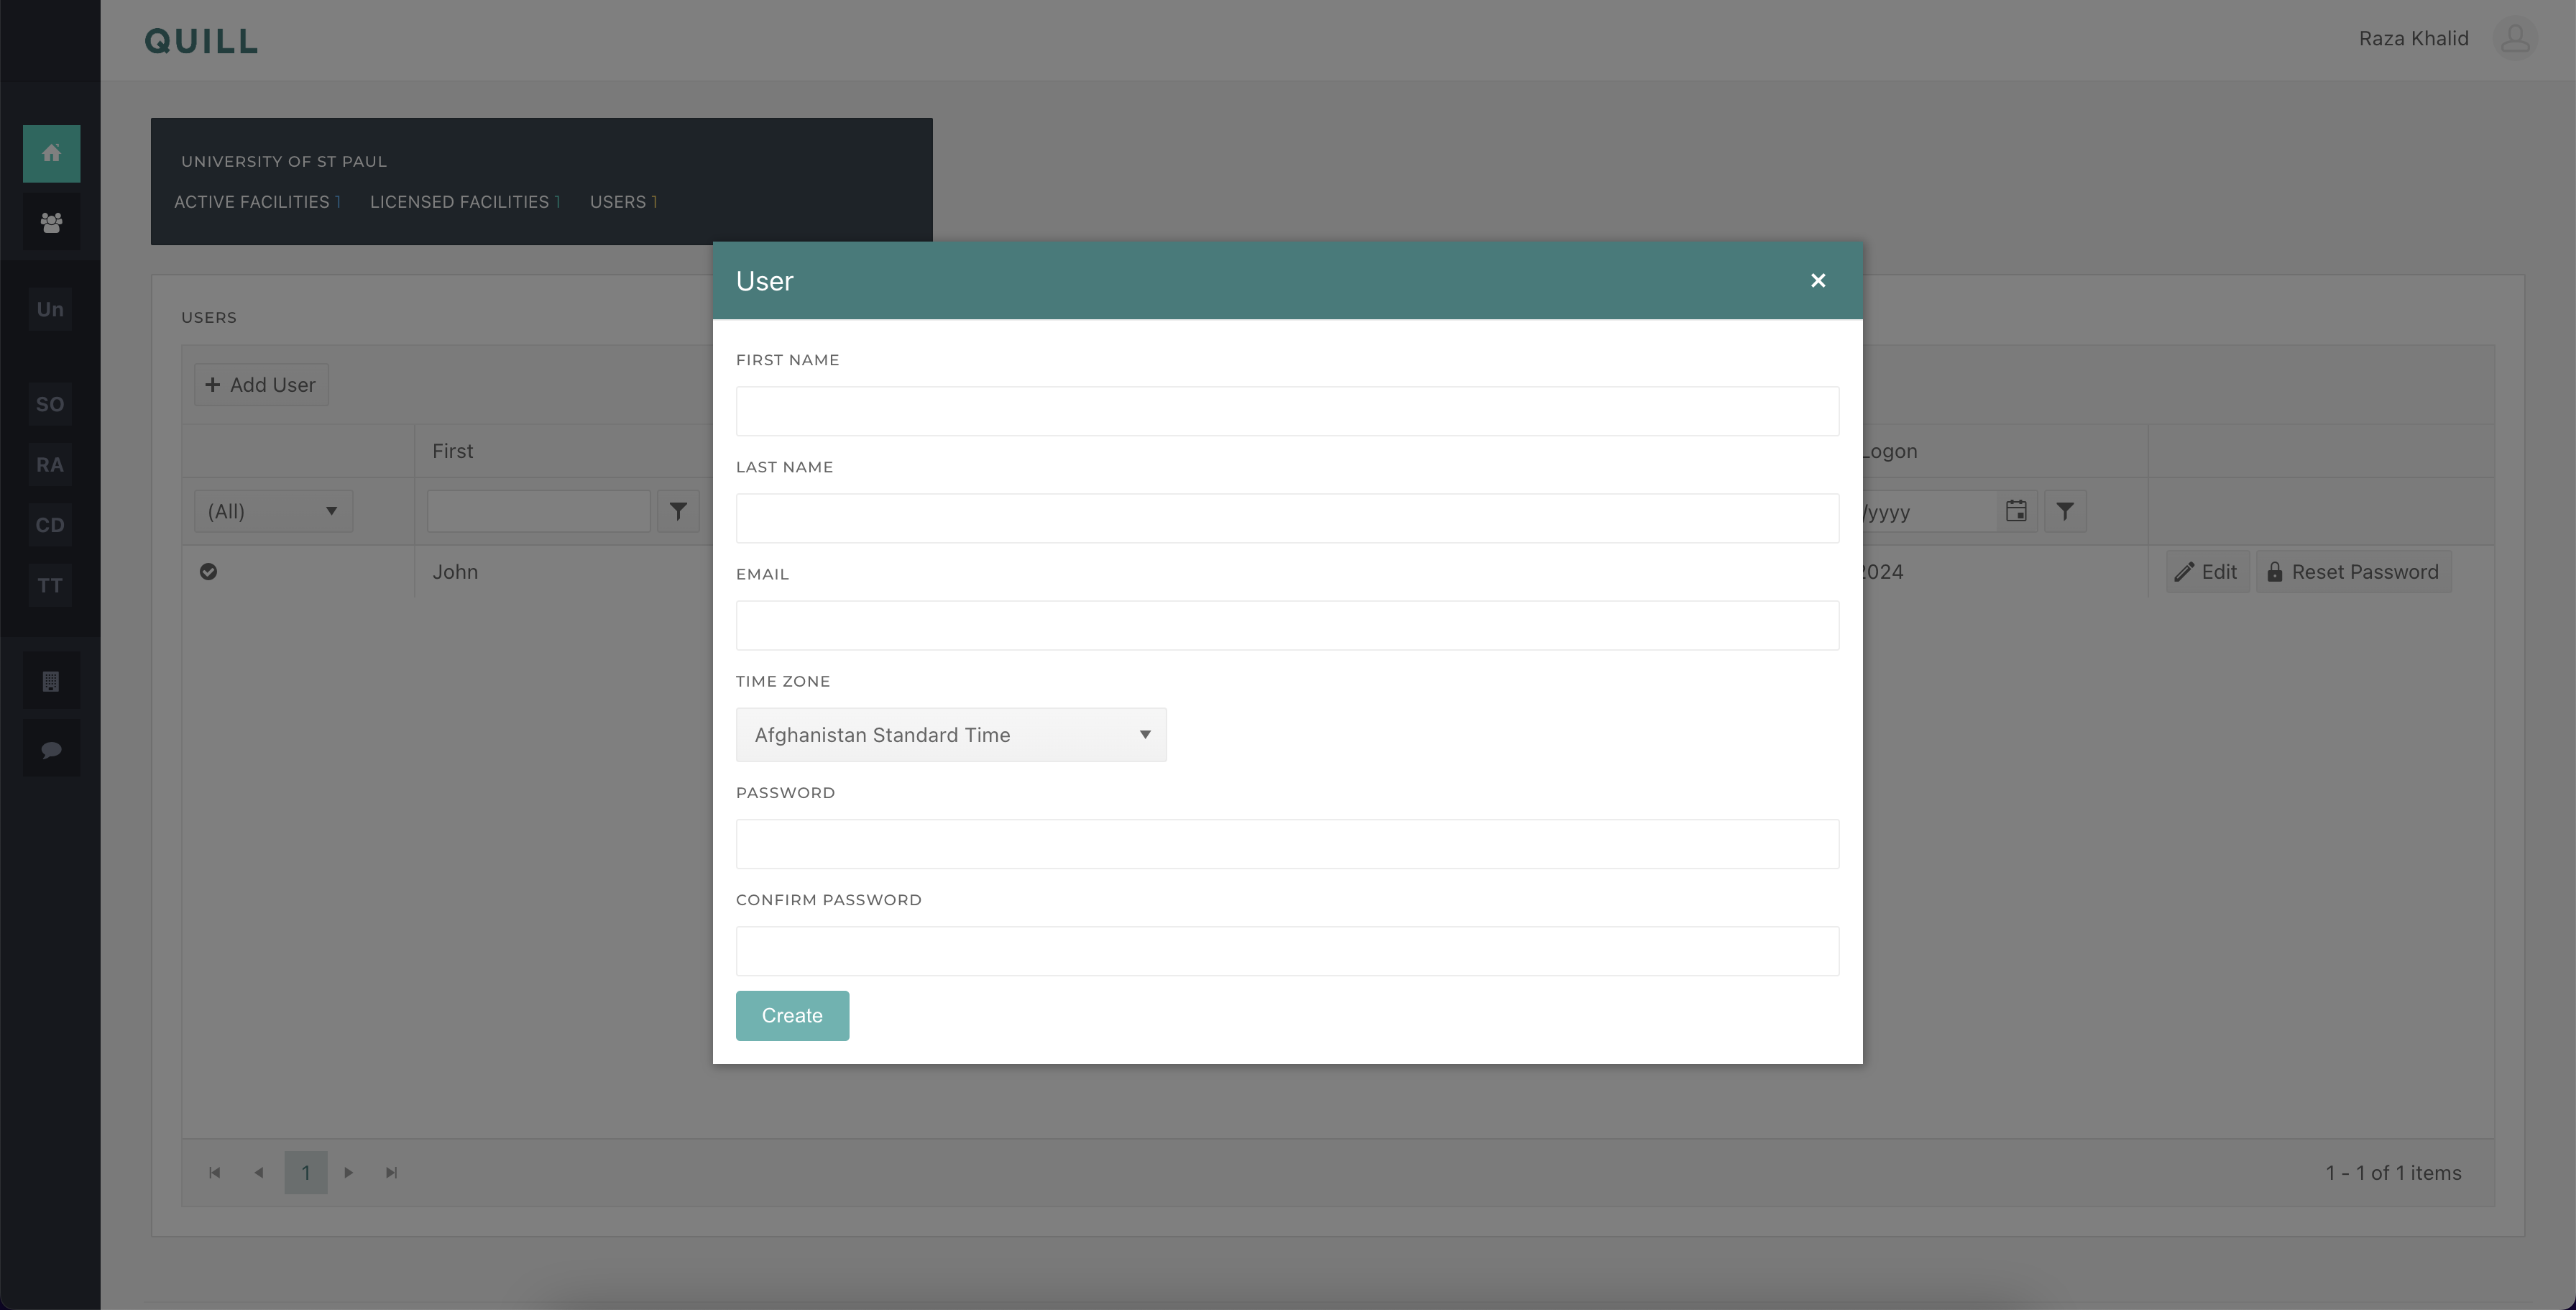 QUILL
Raza Khalid
UNIVERSITY OF ST PAUL
ACTIVE FACILITIES 1 LICENSED FACILITIES 1 USERS 1
Un
SO
RA
CD
TT
USERS
+ Add User
First
Logon
(All)
/yyyy
John
2024
Edit
Reset Password
User
FIRST NAME
LAST NAME
EMAIL
TIME ZONE
Afghanistan Standard Time
PASSWORD
CONFIRM PASSWORD
Create
1
1 - 1 of 1 items